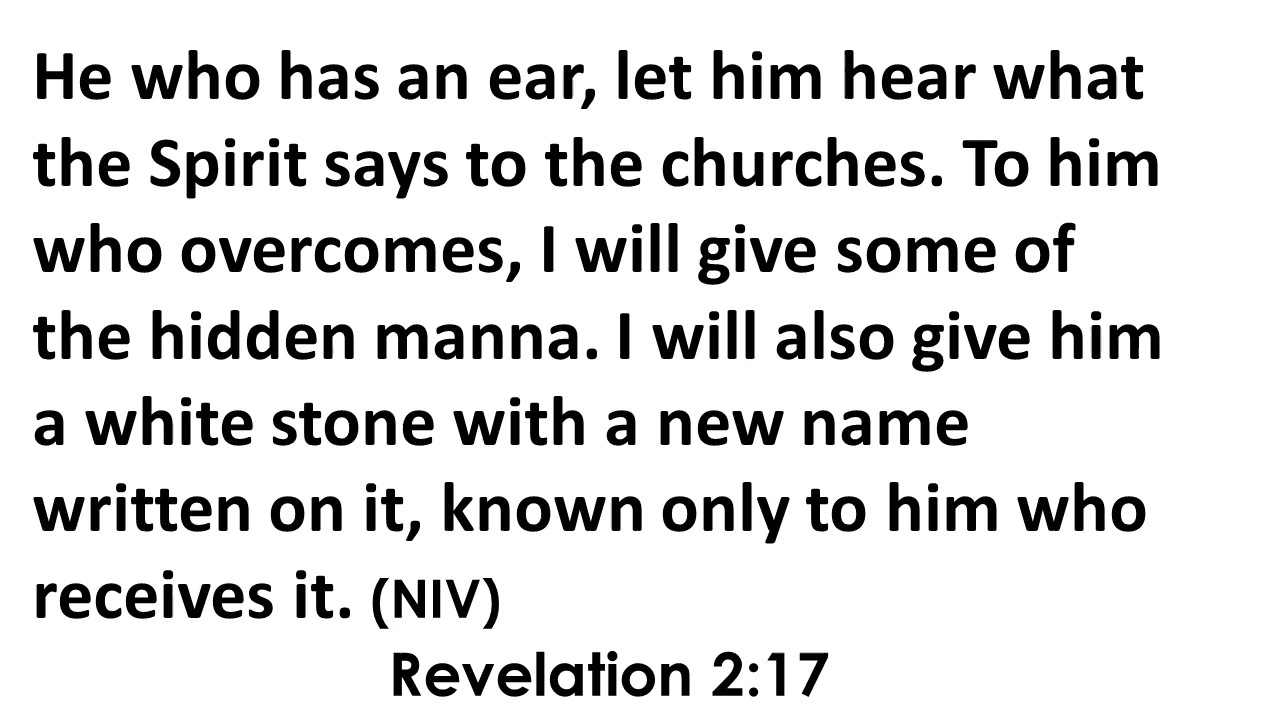 He who has an ear, let him hear what
the Spirit says to the churches. To him
who overcomes, I will give some of
the hidden manna. I will also give him
a white stone with a new name
written on it, known only to him who
receives it. (NIV)
Revelation 2:17